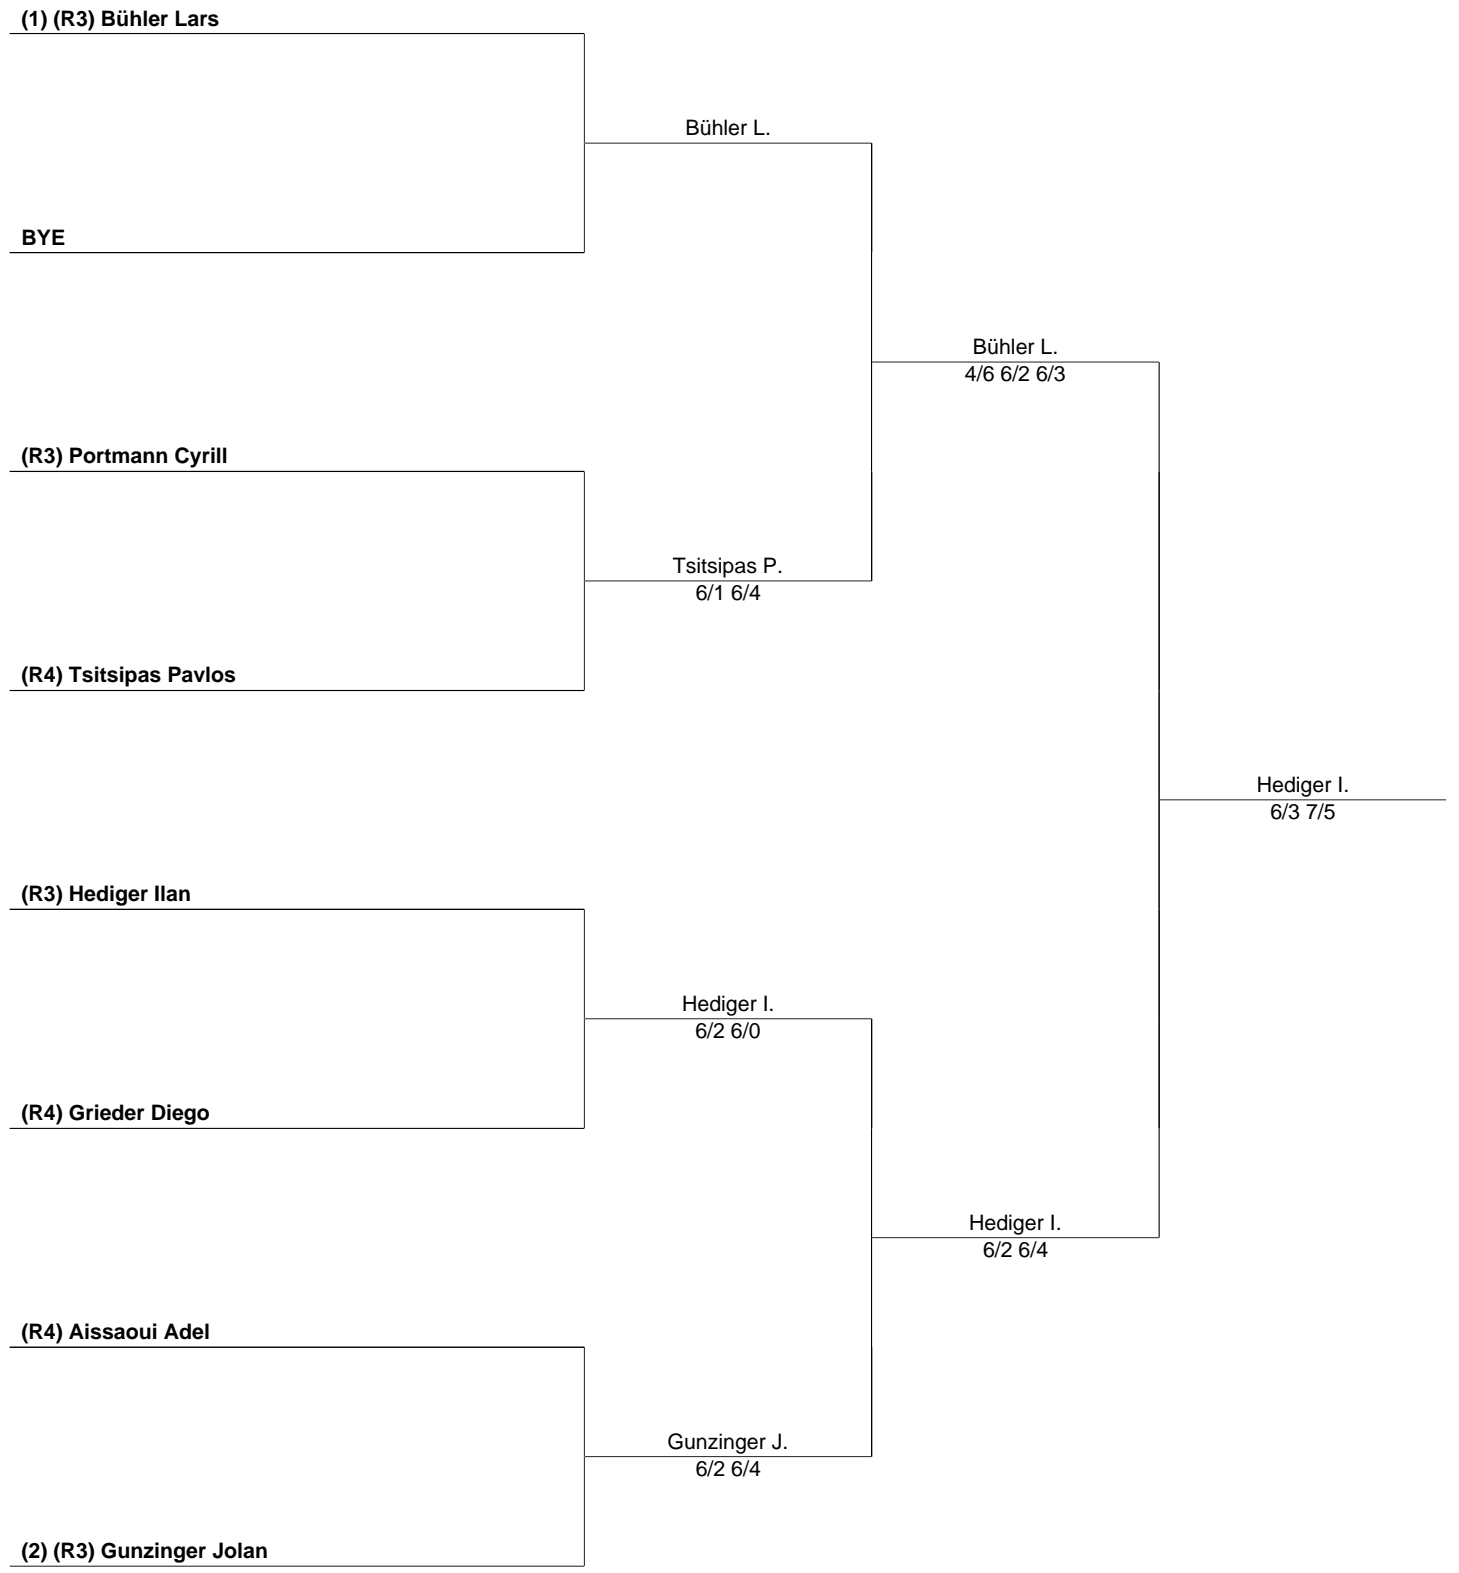 (1) (R3) Bühler Lars
Bühler L.
BYE
Bühler L.
4/6 6/2 6/3
(R3) Portmann Cyrill
Tsitsipas P.
6/1 6/4
(R4) Tsitsipas Pavlos
Hediger I.
6/3 7/5
(R3) Hediger Ilan
Hediger I.
6/2 6/0
(R4) Grieder Diego
Hediger I.
6/2 6/4
(R4) Aissaoui Adel
Gunzinger J.
6/2 6/4
(2) (R3) Gunzinger Jolan